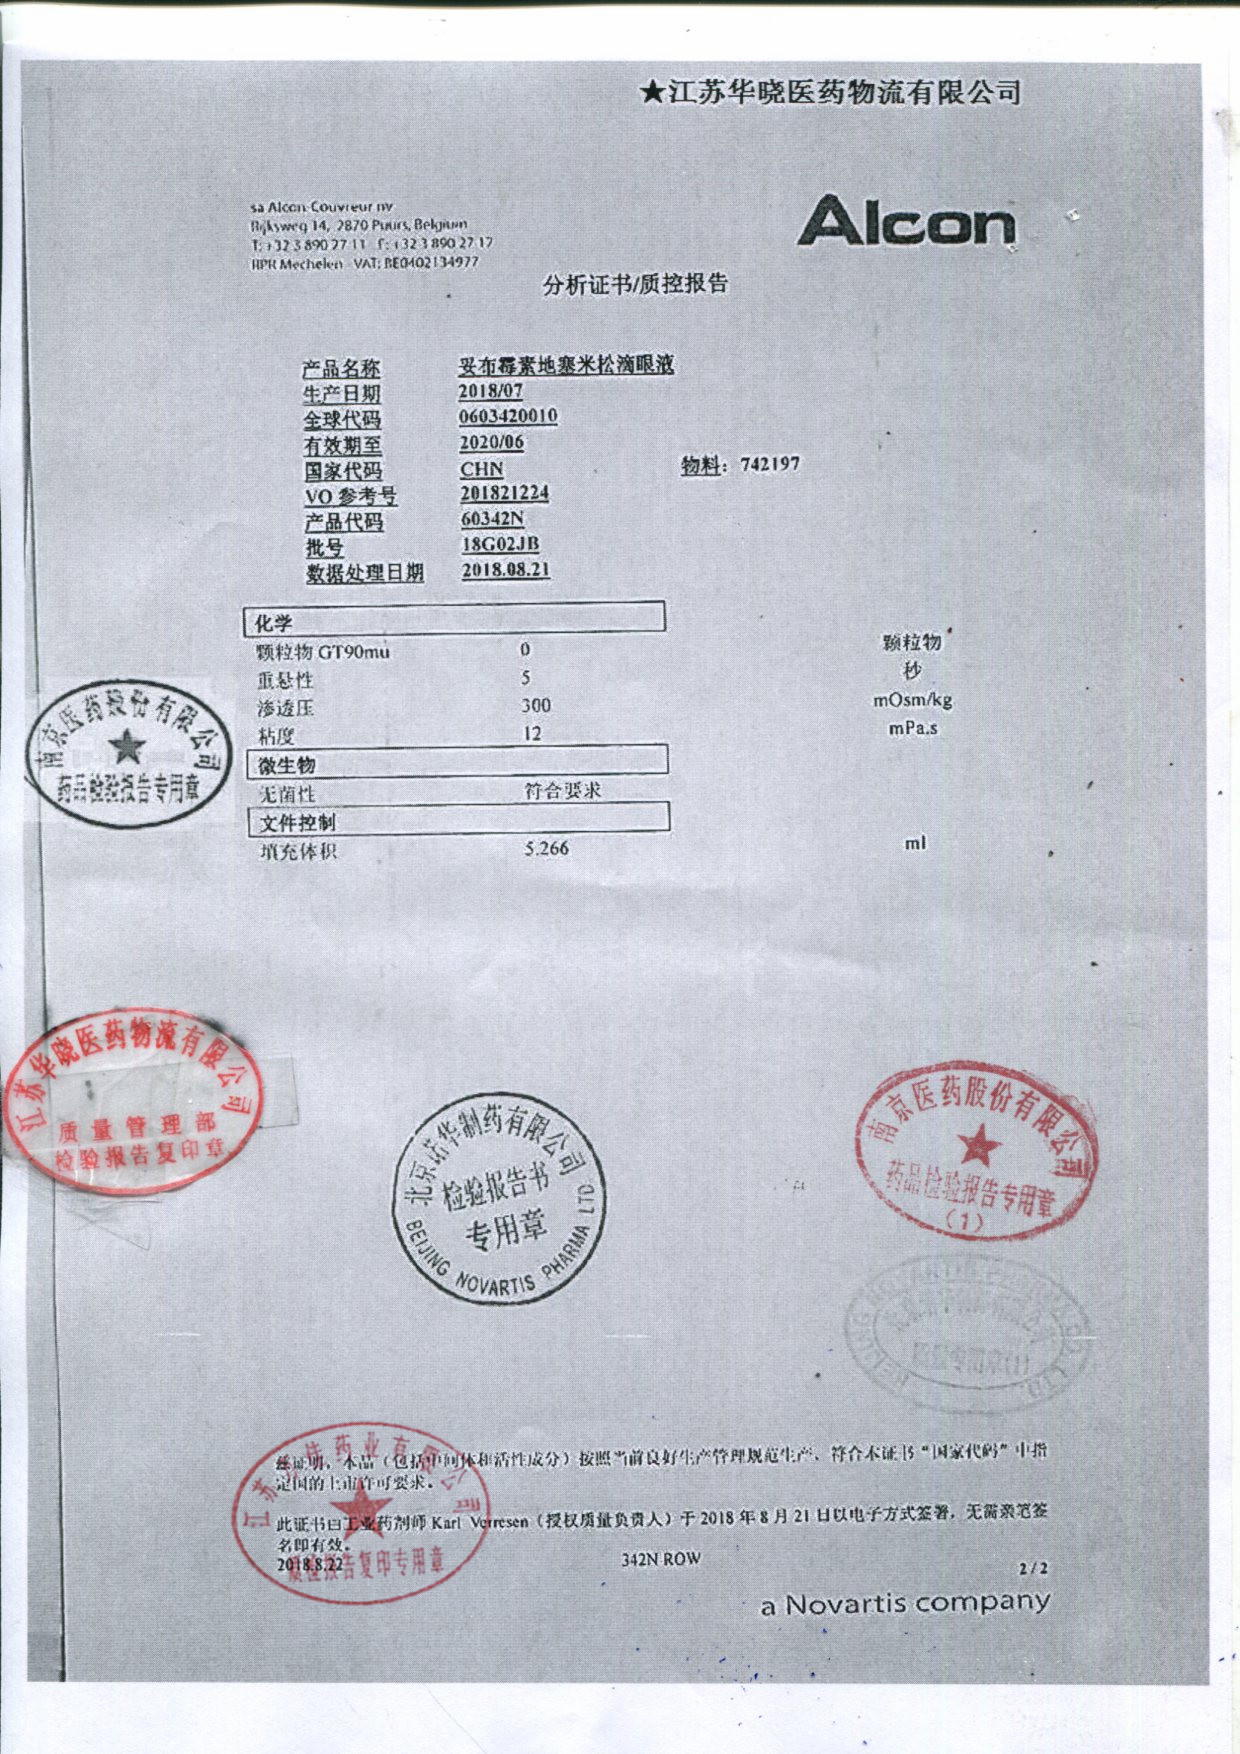 ★江苏华晓医药物流有限公司
sa Alcon-Couvreur nv
Rijksweg 14, 2870 Puurs, Belgium
T: +32 3 890 27 11 f: +32 3 890 27 17
RPR Mechelen - VAT: BE0402134977
Alcon
分析证书/质控报告
产品名称 妥布霉素地塞米松滴眼液
生产日期 2018/07
全球代码 0603420010
有效期至 2020/06
国家代码 CHN 物料：742197
VO 参考号 201821224
产品代码 60342N
批号 18G02JB
数据处理日期 2018.08.21
化学
颗粒物 GT90mu 0 颗粒物
重悬性 5 秒
渗透压 300 mOsm/kg
粘度 12 mPa.s
微生物
无菌性 符合要求
文件控制
填充体积 5.266 ml
南京医药股份有限公司
药品检验报告专用章
江苏华晓医药物流有限公司
质量管理部
检验报告复印章
北京诺华制药有限公司
检验报告书
专用章
BEIJING NOVARTIS PHARMA LTD
南京医药股份有限公司
药品检验报告专用章
（1）
兹证明，本品（包括中间体和活性成分）按照当前良好生产管理规范生产、符合本证书“国家代码”中指
定国的上市许可要求。
此证书由工业药剂师 Karl Verresen（授权质量负责人）于 2018 年 8 月 21 日以电子方式签署，无需亲笔签
名即有效。
2018.8.22 342N ROW 2 / 2
药业有
质检报告复印专用章
a Novartis company